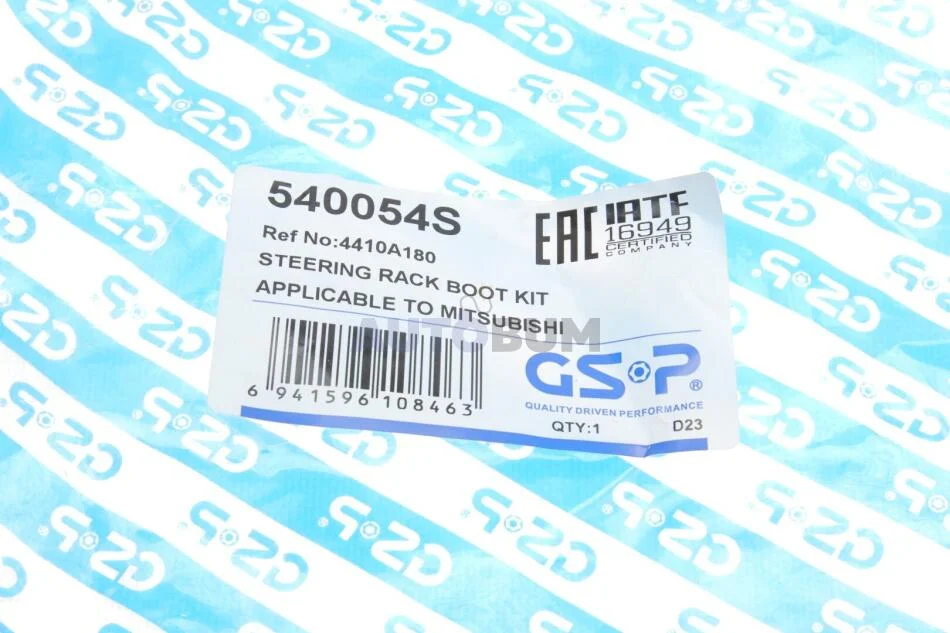 540054S
Ref No:4410A180
STEERING RACK BOOT KIT
APPLICABLE TO MITSUBISHI
EAC
IATF
16949
CERTIFIED
COMPANY
AUTOBUM
6 941596 108463
GSP®
QUALITY DRIVEN PERFORMANCE
QTY:1
D23